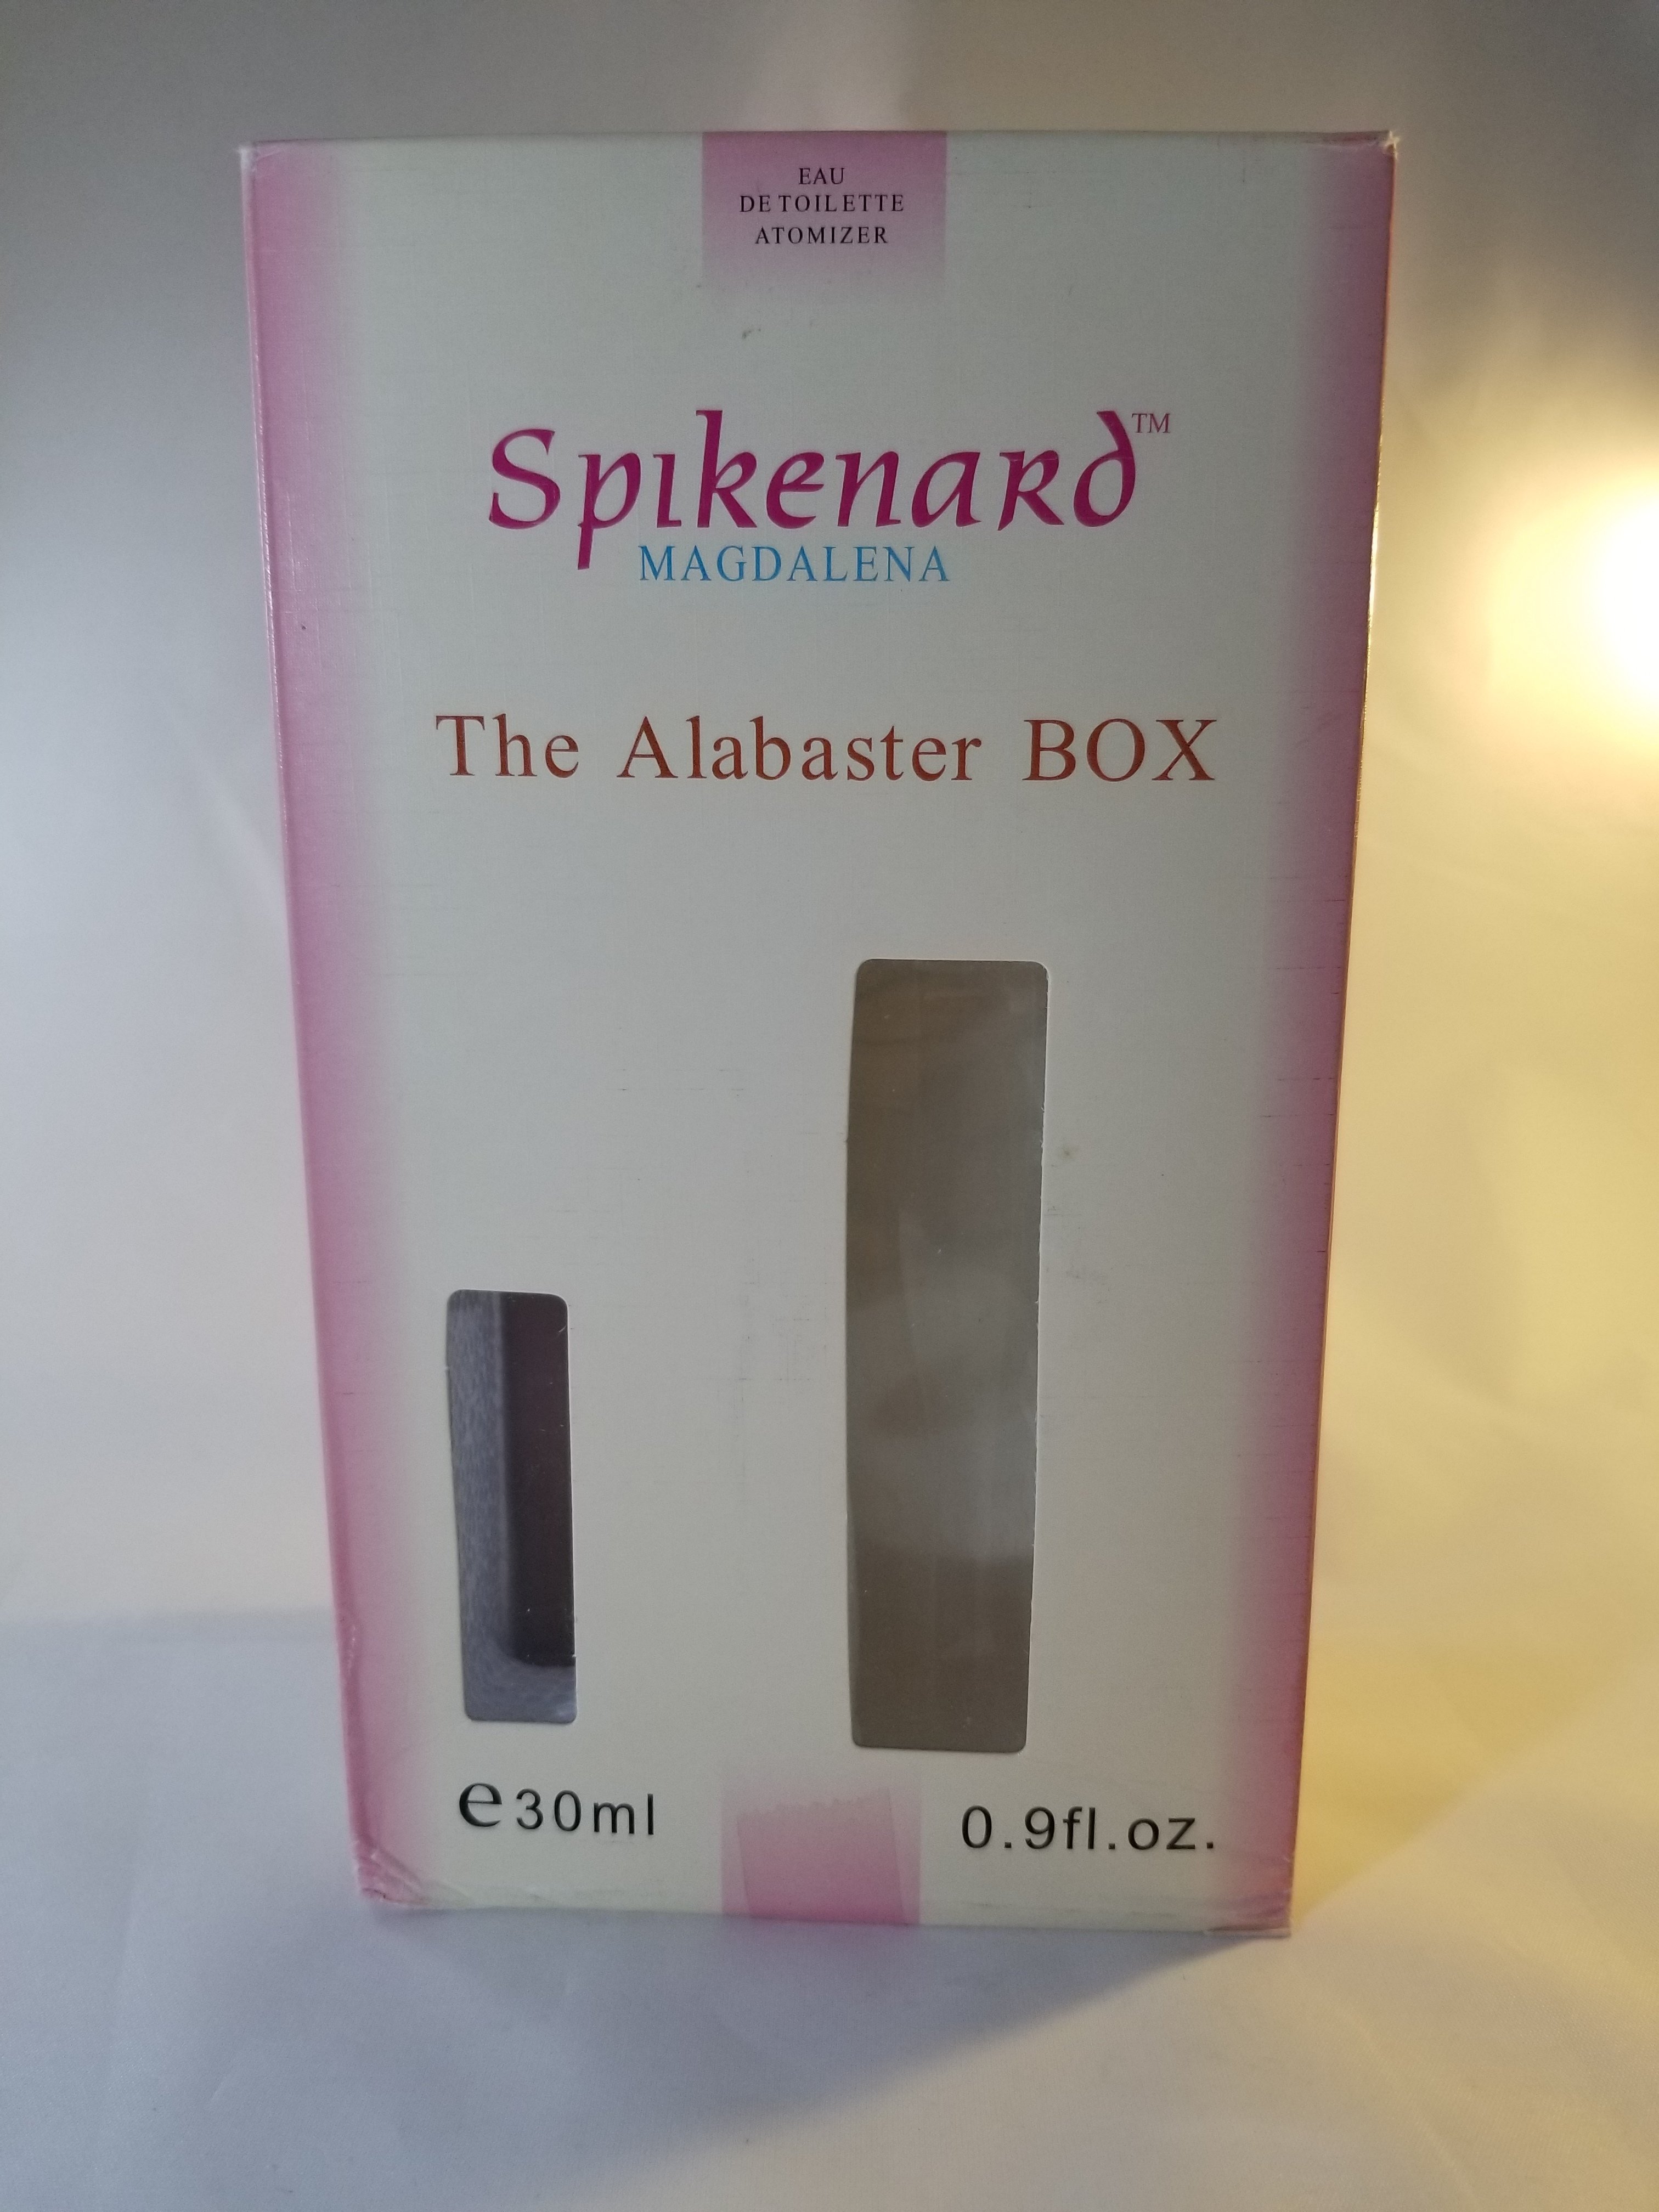 EAU
DE TOILETTE
ATOMIZER
Spikenard™
MAGDALENA
The Alabaster BOX
e30ml 0.9fl.oz.